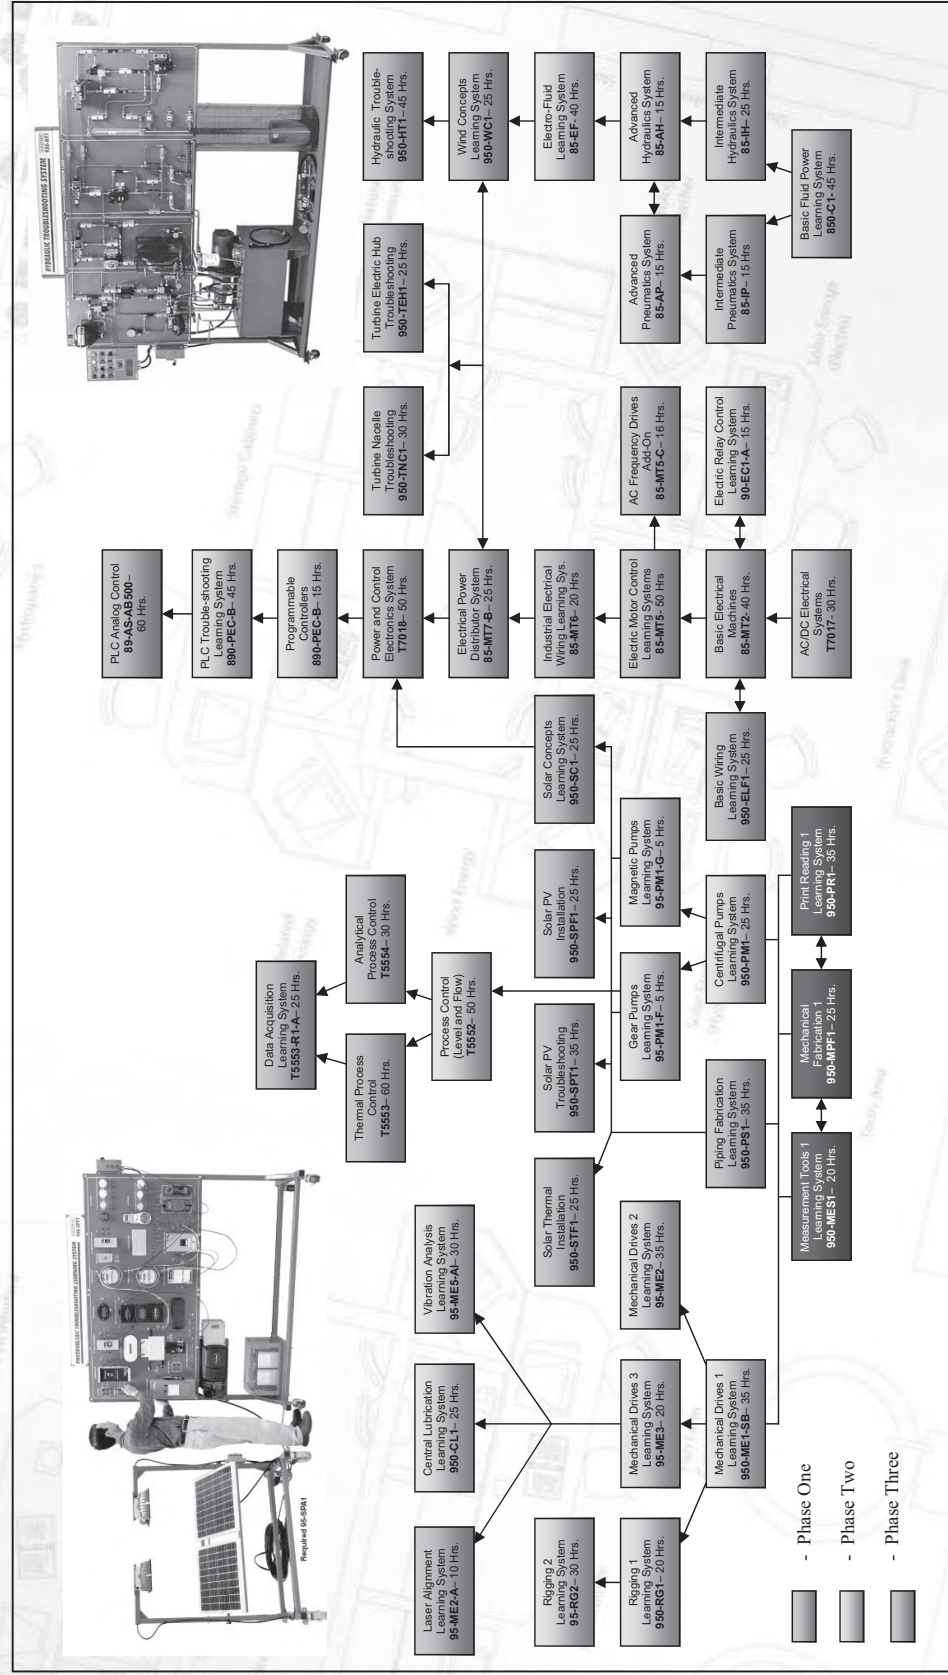 HYDRAULIC TROUBLESHOOTING SYSTEM
950-HT1
PHOTOVOLTAIC TROUBLESHOOTING LEARNING SYSTEM
950-SPT1
Required 95-SPA1
PLC Analog Control
89-AS-AB500–
60 Hrs.
PLC Trouble-shooting
Learning System
890-PEC-B– 45 Hrs.
Programmable
Controllers
890-PEC-B– 15 Hrs.
Power and Control
Electronics System
T7018– 50 Hrs.
Electrical Power
Distributor System
85-MT7-B– 25 Hrs.
Industrial Electrical
Wiring Learning Sys.
85-MT6– 20 Hrs
Electric Motor Control
Learning Systems
85-MT5- 50 Hrs
Basic Electrical
Machines
85-MT2- 40 Hrs.
AC/DC Electrical
Systems
T7017- 30 Hrs.
Turbine Nacelle
Troubleshooting
950-TNC1– 30 Hrs.
Turbine Electric Hub
Troubleshooting
950-TEH1– 25 Hrs.
Hydraulic Trouble-
shooting System
950-HT1– 45 Hrs.
Wind Concepts
Learning System
950-WC1– 25 Hrs.
Electro-Fluid
Learning System
85-EF- 40 Hrs.
Advanced
Hydraulics System
85-AH– 15 Hrs.
Intermediate
Hydraulics System
85-IH– 25 Hrs.
Advanced
Pneumatics System
85-AP– 15 Hrs.
Intermediate
Pneumatics System
85-IP– 15 Hrs
Basic Fluid Power
Learning System
850-C1- 45 Hrs.
AC Frequency Drives
Add-On
85-MT5-C– 16 Hrs.
Electric Relay Control
Learning System
90-EC1-A– 15 Hrs.
Basic Wiring
Learning System
950-ELF1– 25 Hrs.
Data Acquisition
Learning System
T5553-R1-A– 25 Hrs.
Thermal Process
Control
T5553– 60 Hrs.
Analytical
Process Control
T5554– 30 Hrs.
Process Control
(Level and Flow)
T5552– 50 Hrs.
Solar Thermal
Installation
950-STF1– 25 Hrs.
Solar PV
Troubleshooting
950-SPT1– 35 Hrs.
Solar PV
Installation
950-SPF1– 25 Hrs.
Solar Concepts
Learning System
950-SC1– 25 Hrs.
Gear Pumps
Learning System
95-PM1-F– 5 Hrs.
Magnetic Pumps
Learning System
95-PM1-G– 5 Hrs.
Piping Fabrication
Learning System
950-PS1– 35 Hrs.
Centrifugal Pumps
Learning System
950-PM1– 25 Hrs.
Measurement Tools 1
Learning System
950-MES1– 20 Hrs.
Mechanical
Fabrication 1
950-MPF1– 25 Hrs.
Print Reading 1
Learning System
950-PR1– 35 Hrs.
Laser Alignment
Learning System
95-ME2-A– 10 Hrs.
Central Lubrication
Learning System
950-CL1– 25 Hrs.
Vibration Analysis
Learning System
95-ME5-AI– 30 Hrs.
Rigging 2
Learning System
95-RG2– 30 Hrs.
Rigging 1
Learning System
950-RG1– 20 Hrs.
Mechanical Drives 3
Learning System
95-ME3– 20 Hrs.
Mechanical Drives 2
Learning System
95-ME2– 35 Hrs.
Mechanical Drives 1
Learning System
950-ME1-SB– 35 Hrs.
- Phase One
- Phase Two
- Phase Three
Storage Cabinets
Wind Energy
Study Area